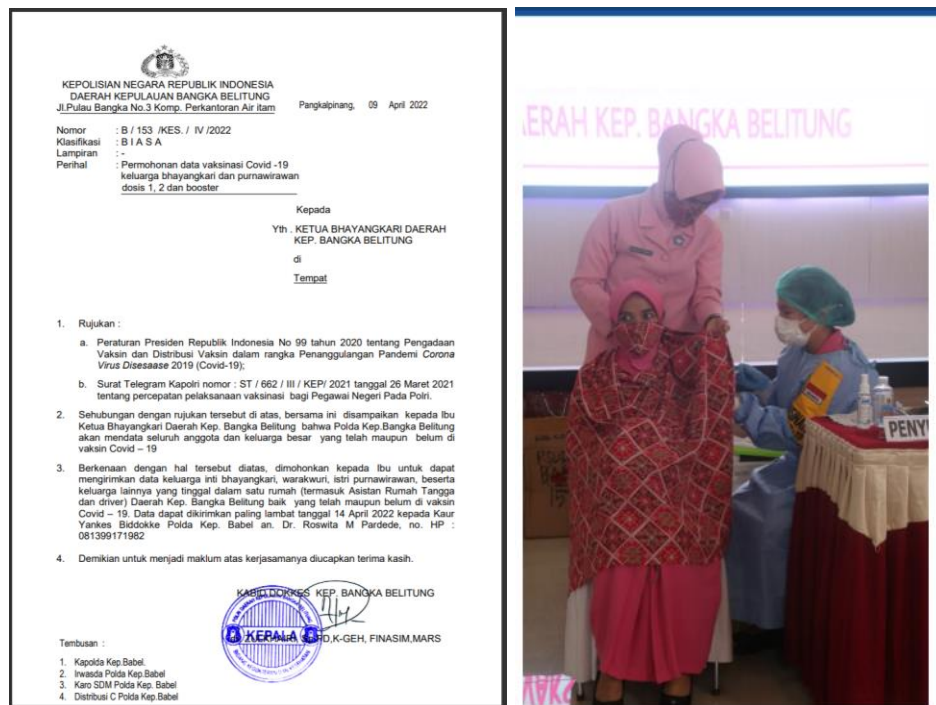 KEPOLISIAN NEGARA REPUBLIK INDONESIA
DAERAH KEPULAUAN BANGKA BELITUNG
Jl.Pulau Bangka No.3 Komp. Perkantoran Air itam
Pangkalpinang, 09 April 2022
Nomor : B / 153 /KES. / IV /2022
Klasifikasi : B I A S A
Lampiran : -
Perihal : Permohonan data vaksinasi Covid -19
keluarga bhayangkari dan purnawirawan
dosis 1, 2 dan booster
Kepada
Yth . KETUA BHAYANGKARI DAERAH
KEP. BANGKA BELITUNG
di
Tempat
1. Rujukan :
a. Peraturan Presiden Republik Indonesia No 99 tahun 2020 tentang Pengadaan
Vaksin dan Distribusi Vaksin dalam rangka Penanggulangan Pandemi Corona
Virus Disesaase 2019 (Covid-19);
b. Surat Telegram Kapolri nomor : ST / 662 / III / KEP/ 2021 tanggal 26 Maret 2021
tentang percepatan pelaksanaan vaksinasi bagi Pegawai Negeri Pada Polri.
2. Sehubungan dengan rujukan tersebut di atas, bersama ini disampaikan kepada Ibu
Ketua Bhayangkari Daerah Kep. Bangka Belitung bahwa Polda Kep.Bangka Belitung
akan mendata seluruh anggota dan keluarga besar yang telah maupun belum di
vaksin Covid – 19
3. Berkenaan dengan hal tersebut diatas, dimohonkan kepada Ibu untuk dapat
mengirimkan data keluarga inti bhayangkari, warakwuri, istri purnawirawan, beserta
keluarga lainnya yang tinggal dalam satu rumah (termasuk Asistan Rumah Tangga
dan driver) Daerah Kep. Bangka Belitung baik yang telah maupun belum di vaksin
Covid – 19. Data dapat dikirimkan paling lambat tanggal 14 April 2022 kepada Kaur
Yankes Biddokke Polda Kep. Babel an. Dr. Roswita M Pardede, no. HP :
081399171982
4. Demikian untuk menjadi maklum atas kerjasamanya diucapkan terima kasih.
KABID DOKKES KEP. BANGKA BELITUNG
KEPALA
FINASIM,MARS
Tembusan :
1. Kapolda Kep.Babel.
2. Irwasda Polda Kep.Babel
3. Karo SDM Polda Kep. Babel
4. Distribusi C Polda Kep.Babel
AERAH KEP. BANGKA BELITUNG
PENYU